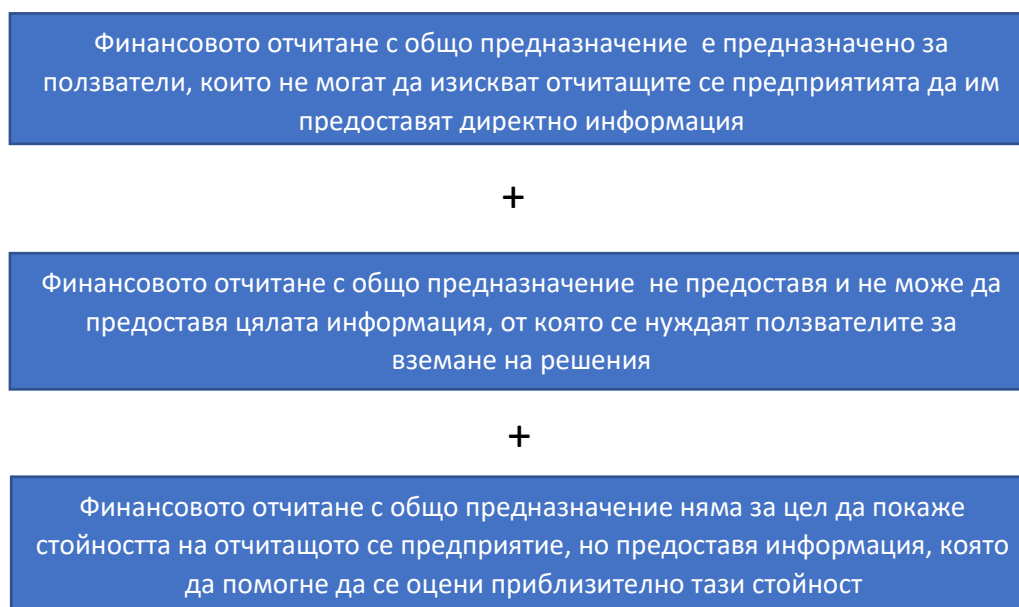 Финансовото отчитане с общо предназначение  е предназначено за
ползватели, които не могат да изискват отчитащите се предприятията да им
предоставят директно информация
+
Финансовото отчитане с общо предназначение  не предоставя и не може да
предоставя цялата информация, от която се нуждаят ползвателите за
вземане на решения
+
Финансовото отчитане с общо предназначение няма за цел да покаже
стойността на отчитащото се предприятие, но предоставя информация, която
да помогне да се оцени приблизително тази стойност